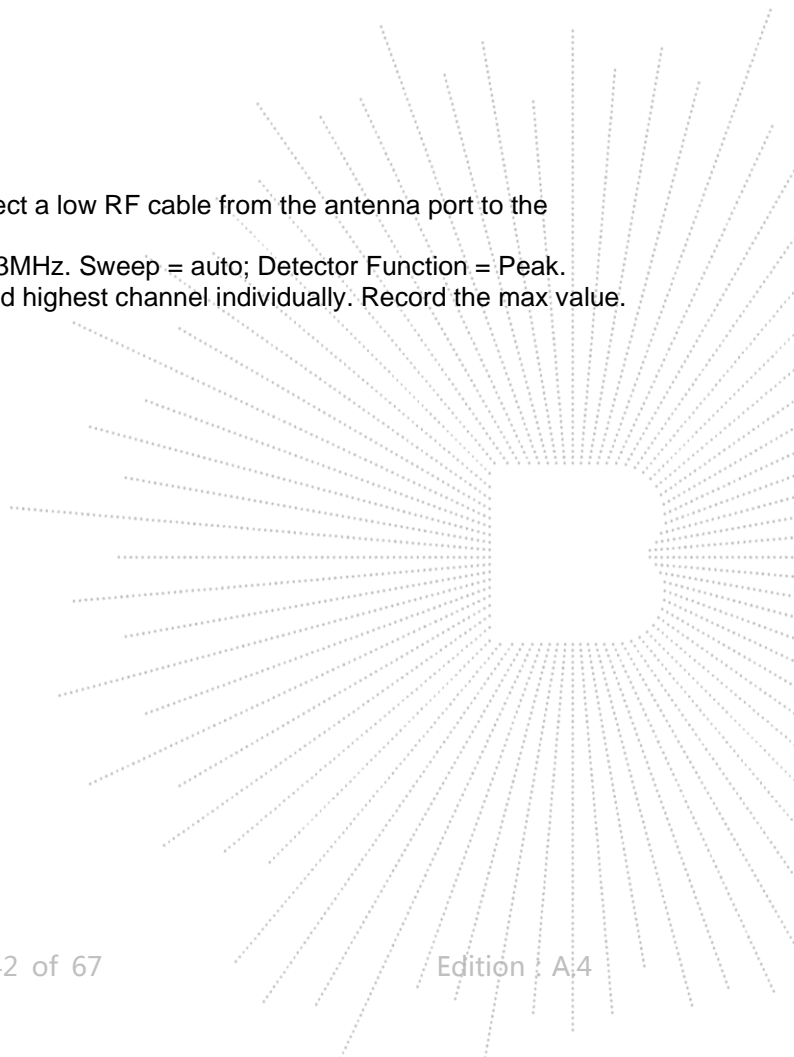 ect a low RF cable from the antenna port to the
3MHz. Sweep = auto; Detector Function = Peak.
d highest channel individually. Record the max value.
2 of 67
Edition : A.4